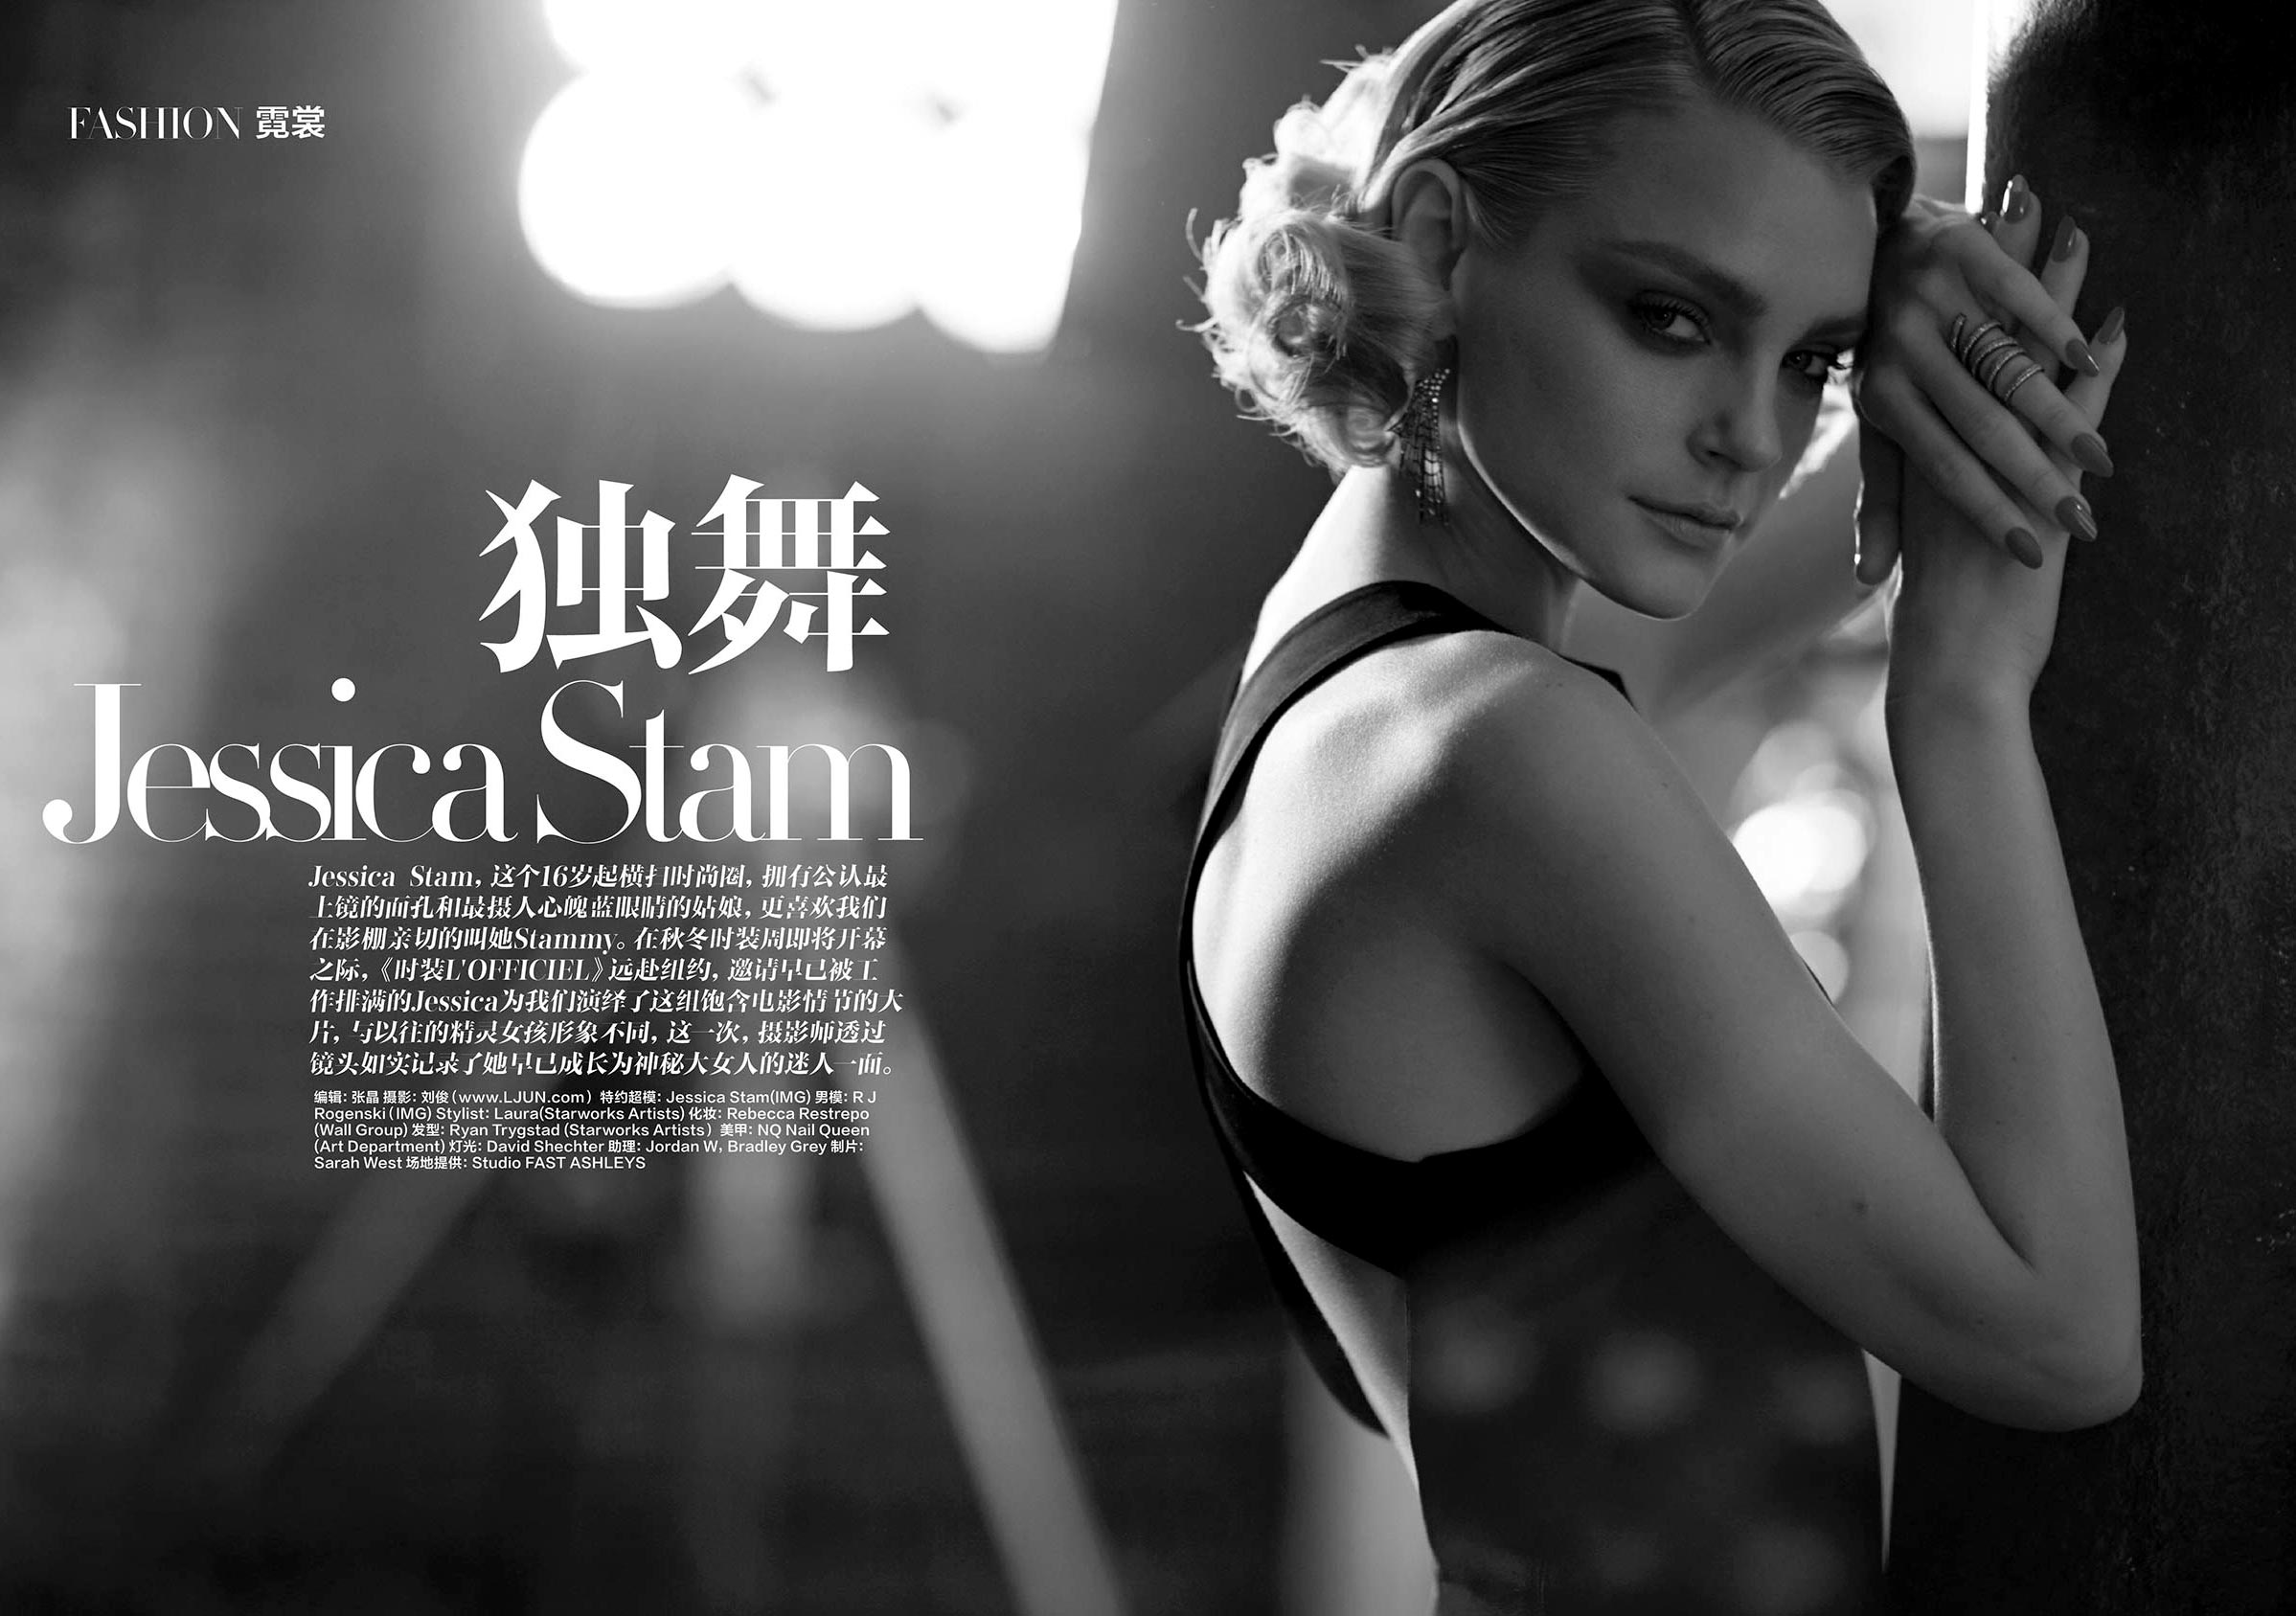 FASHION 霓裳
独舞
Jessica Stam
Jessica Stam, 这个16岁起横扫时尚圈, 拥有公认最
上镜的面孔和最摄人心魄蓝眼睛的姑娘, 更喜欢我们
在影棚亲切的叫她Stammy。在秋冬时装周即将开幕
之际,《时装L'OFFICIEL》远赴纽约, 邀请早已被工
作排满的Jessica为我们演绎了这组饱含电影情节的大
片, 与以往的精灵女孩形象不同, 这一次, 摄影师透过
镜头如实记录了她早已成长为神秘大女人的迷人一面。
编辑: 张晶 摄影: 刘俊 (www.LJUN.com) 特约超模: Jessica Stam(IMG) 男模: R J
Rogenski (IMG) Stylist: Laura(Starworks Artists) 化妆: Rebecca Restrepo
(Wall Group) 发型: Ryan Trygstad (Starworks Artists) 美甲: NQ Nail Queen
(Art Department) 灯光: David Shechter 助理: Jordan W, Bradley Grey 制片:
Sarah West 场地提供: Studio FAST ASHLEYS